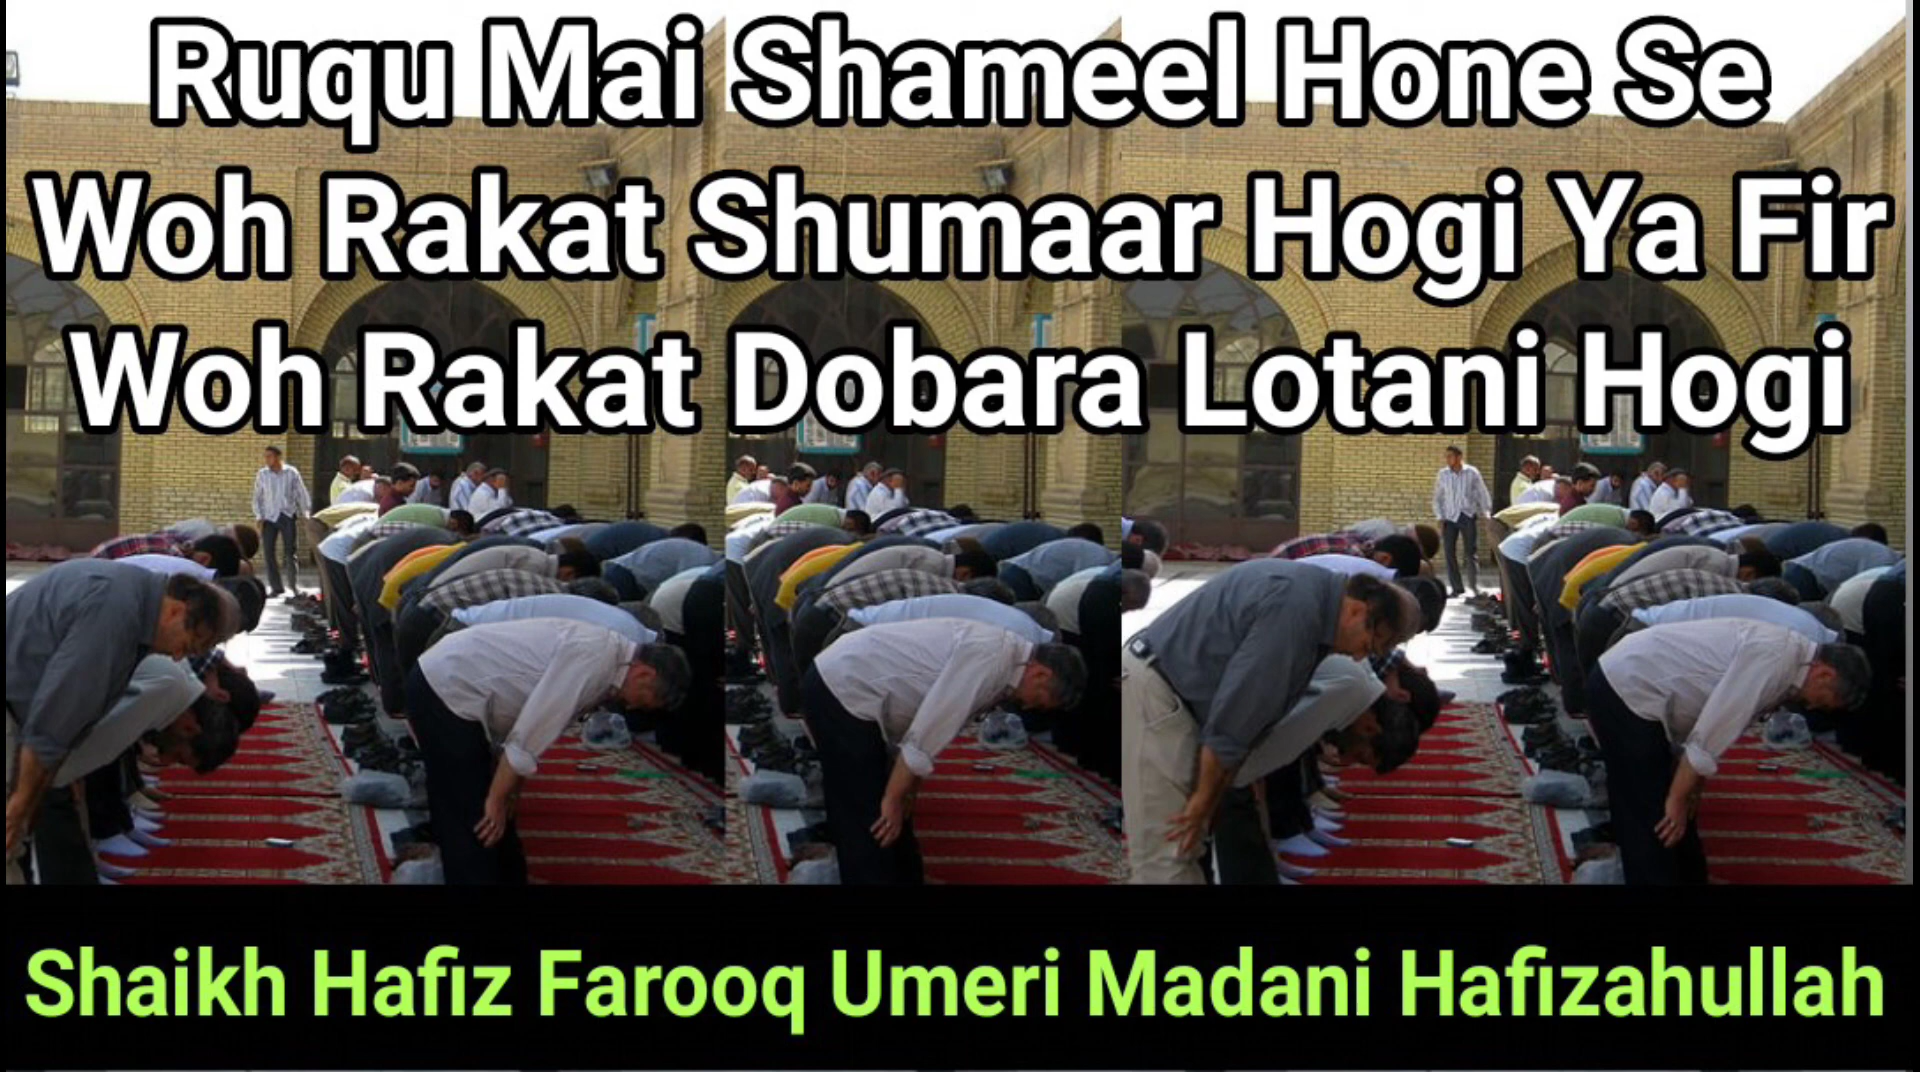 Ruqu Mai Shameel Hone Se
Woh Rakat Shumaar Hogi Ya Fir
Woh Rakat Dobara Lotani Hogi
Shaikh Hafiz Farooq Umeri Madani Hafizahullah